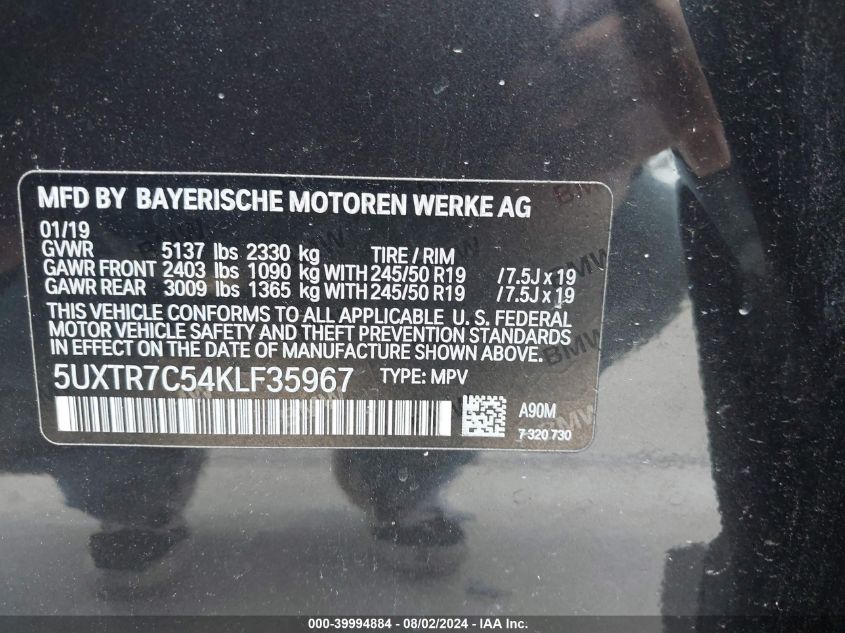 MFD BY BAYERISCHE MOTOREN WERKE AG
01/19
GVWR 5137 lbs 2330 kg TIRE / RIM
GAWR FRONT 2403 lbs 1090 kg WITH 245/50 R19 / 7.5J x 19
GAWR REAR 3009 lbs 1365 kg WITH 245/50 R19 / 7.5J x 19
THIS VEHICLE CONFORMS TO ALL APPLICABLE U. S. FEDERAL
MOTOR VEHICLE SAFETY AND THEFT PREVENTION STANDARDS
IN EFFECT ON THE DATE OF MANUFACTURE SHOWN ABOVE.
5UXTR7C54KLF35967 TYPE: MPV
A90M
7 320 730
000-39994884 - 08/02/2024 - IAA Inc.